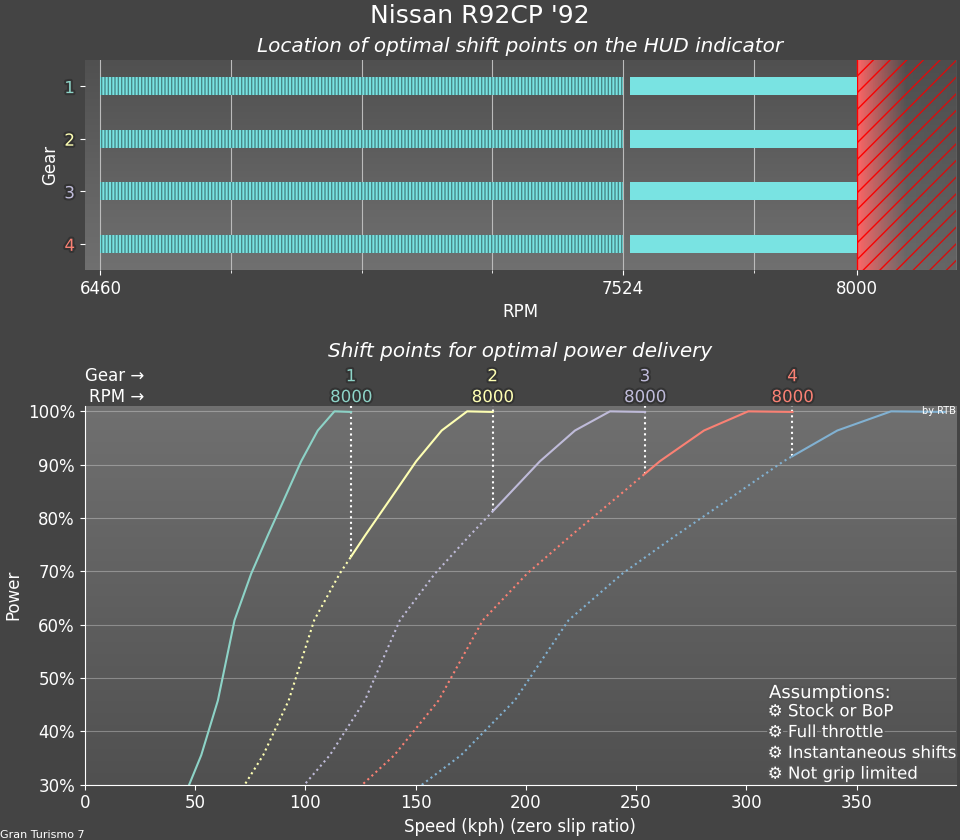 Nissan R92CP '92
Location of optimal shift points on the HUD indicator
Gear
1
2
3
4
6460 7524 8000
RPM
Shift points for optimal power delivery
Gear → 1 2 3 4
RPM → 8000 8000 8000 8000
by RTB
Power
100%
90%
80%
70%
60%
50%
40%
30%
Assumptions:
⚙ Stock or BoP
⚙ Full throttle
⚙ Instantaneous shifts
⚙ Not grip limited
0 50 100 150 200 250 300 350
Speed (kph) (zero slip ratio)
Gran Turismo 7